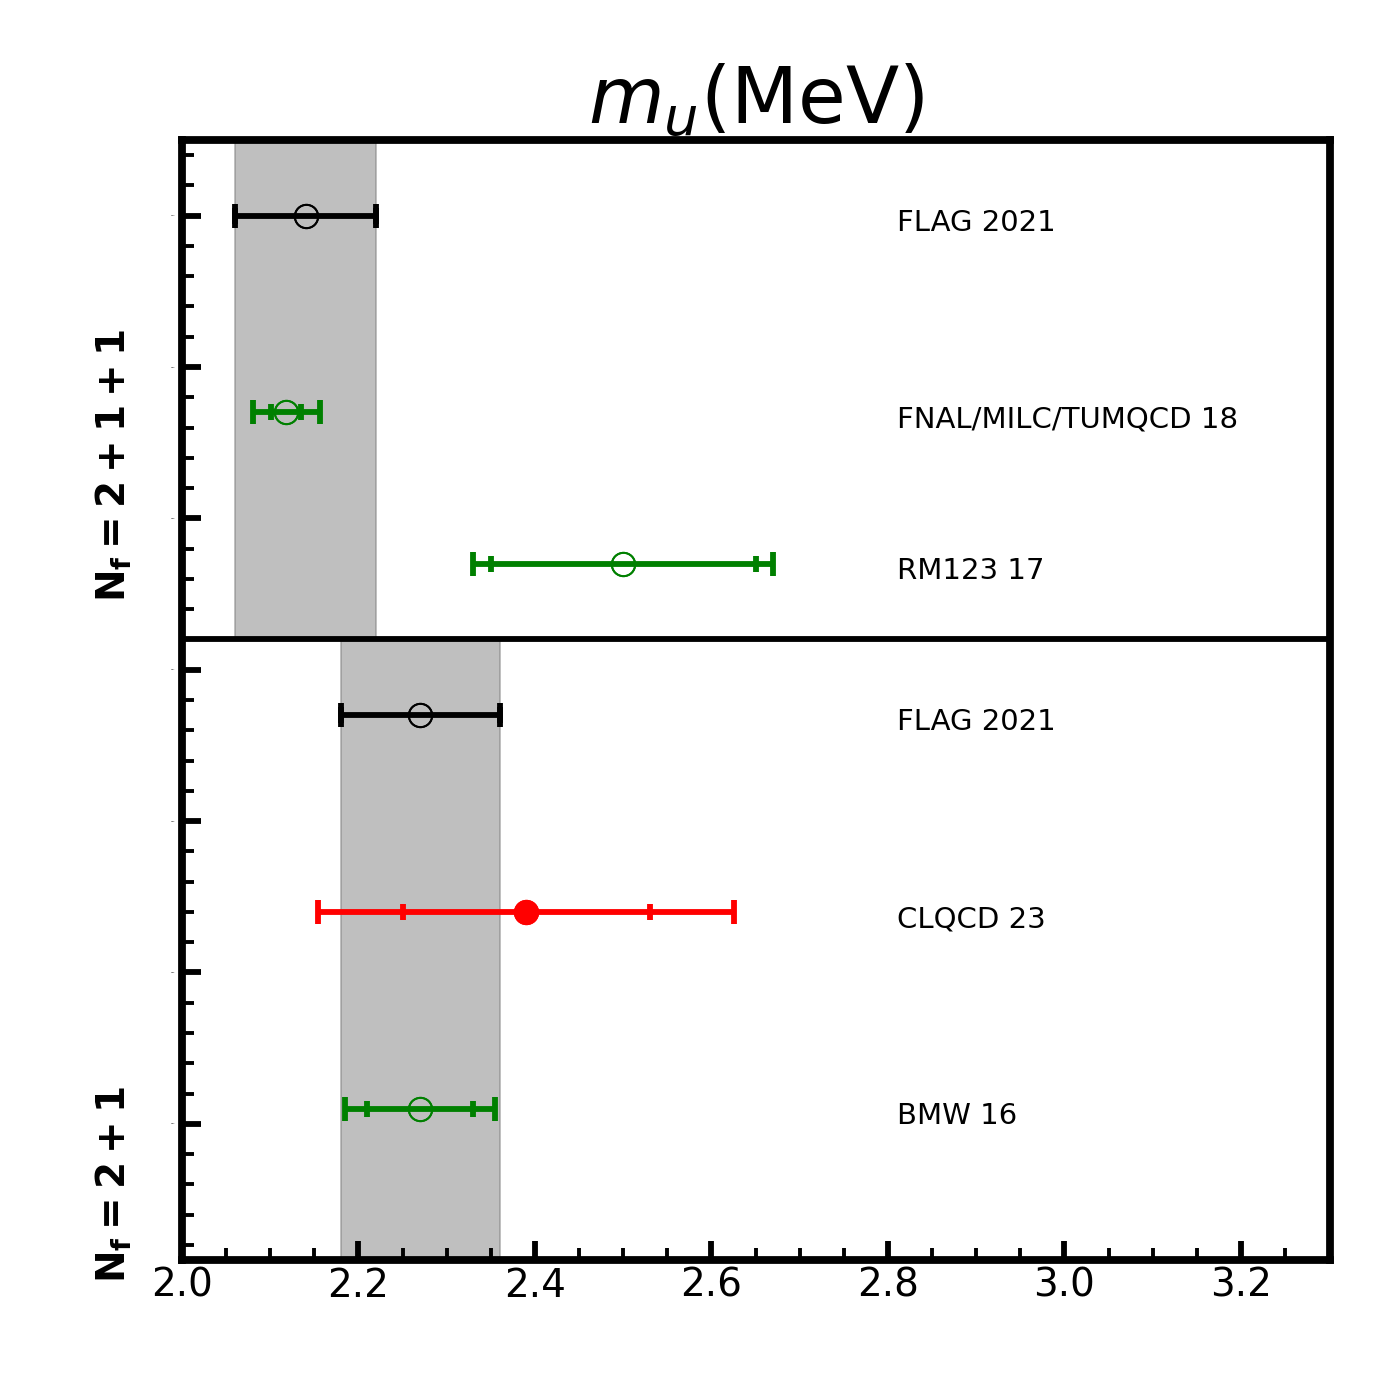 m_u(MeV)
N_f = 2 + 1 + 1
FLAG 2021
FNAL/MILC/TUMQCD 18
RM123 17
N_f = 2 + 1
FLAG 2021
CLQCD 23
BMW 16
2.0 2.2 2.4 2.6 2.8 3.0 3.2